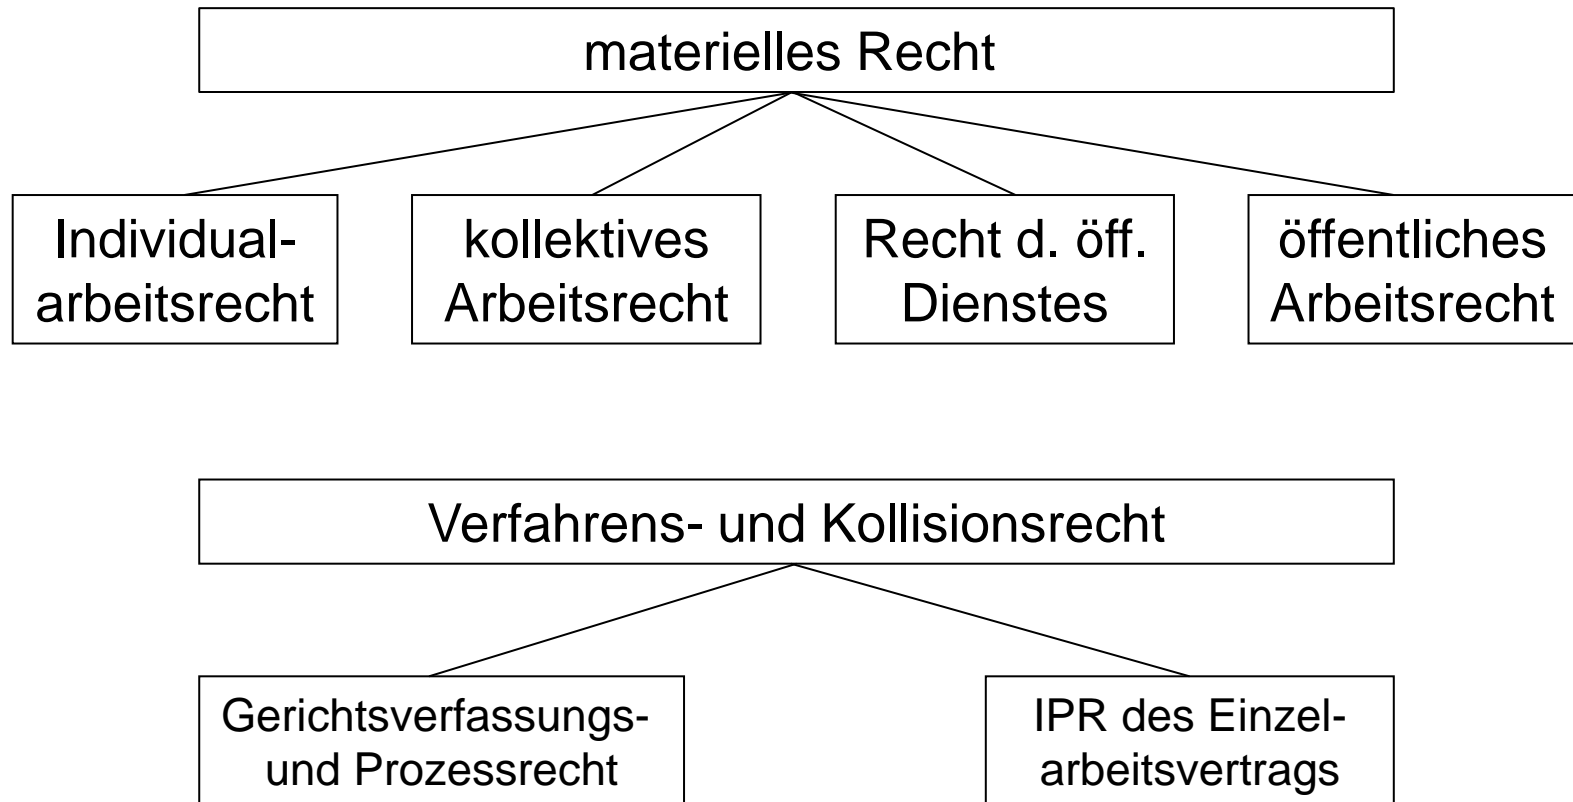 materielles Recht
Individual-
arbeitsrecht
kollektives
Arbeitsrecht
Recht d. öff.
Dienstes
öffentliches
Arbeitsrecht
Verfahrens- und Kollisionsrecht
Gerichtsverfassungs-
und Prozessrecht
IPR des Einzel-
arbeitsvertrags